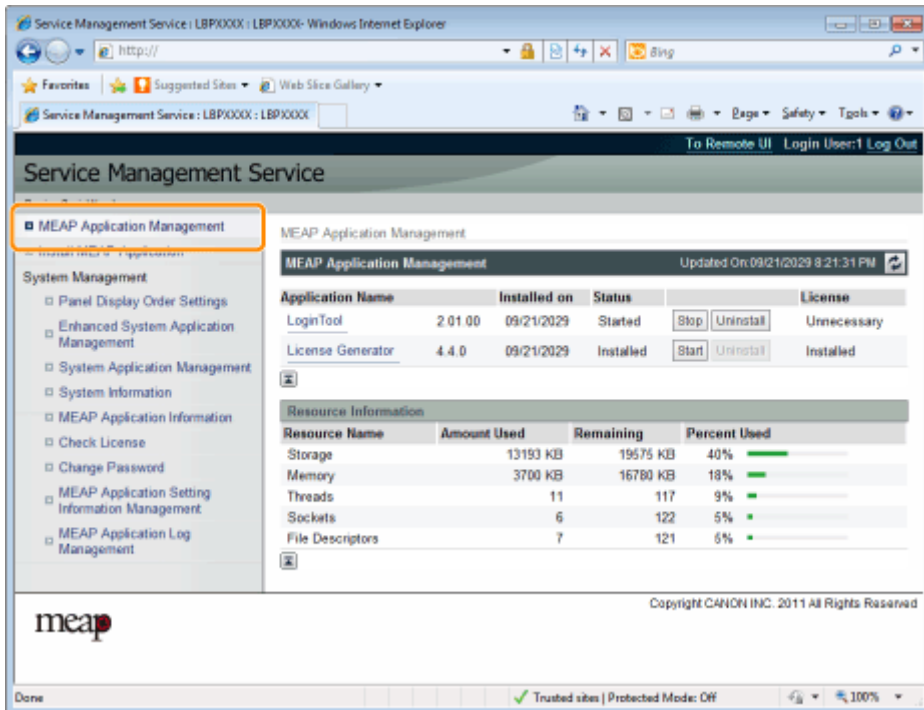 Service Management Service : LBPXXXX : LBPXXXX- Windows Internet Explorer
http://
Bing
Favorites Suggested Sites Web Slice Gallery
Service Management Service : LBPXXXX : LBPXXXX
Page Safety Tools
To Remote UI Login User:1 Log Out
Service Management Service
MEAP Application Management
Install MEAP Application
System Management
Panel Display Order Settings
Enhanced System Application
Management
System Application Management
System Information
MEAP Application Information
Check License
Change Password
MEAP Application Setting
Information Management
MEAP Application Log
Management
MEAP Application Management
MEAP Application Management Updated On:09/21/2029 8:21:31 PM
Application Name Installed on Status License
LoginTool 2.01.00 09/21/2029 Started Stop Uninstall Unnecessary
License Generator 4.4.0 09/21/2029 Installed Start Uninstall Installed
Resource Information
Resource Name Amount Used Remaining Percent Used
Storage 13193 KB 19575 KB 40%
Memory 3700 KB 16780 KB 18%
Threads 11 117 9%
Sockets 6 122 5%
File Descriptors 7 121 6%
Copyright CANON INC. 2011 All Rights Reserved
meap
Done Trusted sites | Protected Mode: Off 100%